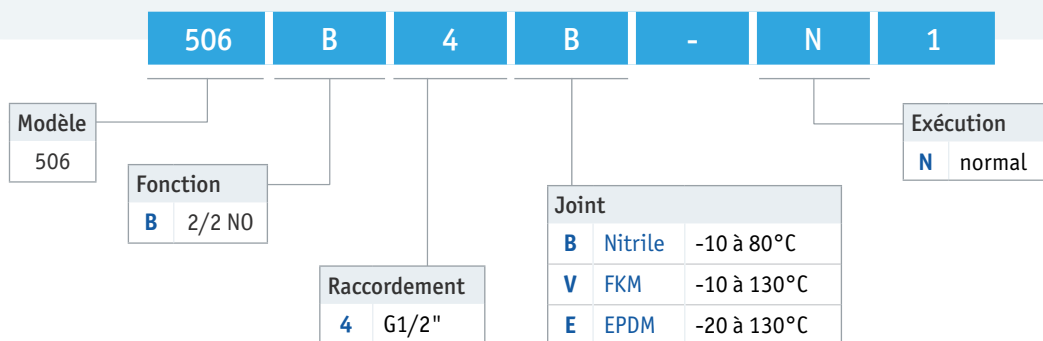 506 B 4 B - N 1
Modèle
506
Fonction
B 2/2 NO
Raccordement
4 G1/2"
Joint
B Nitrile -10 à 80°C
V FKM -10 à 130°C
E EPDM -20 à 130°C
Exécution
N normal